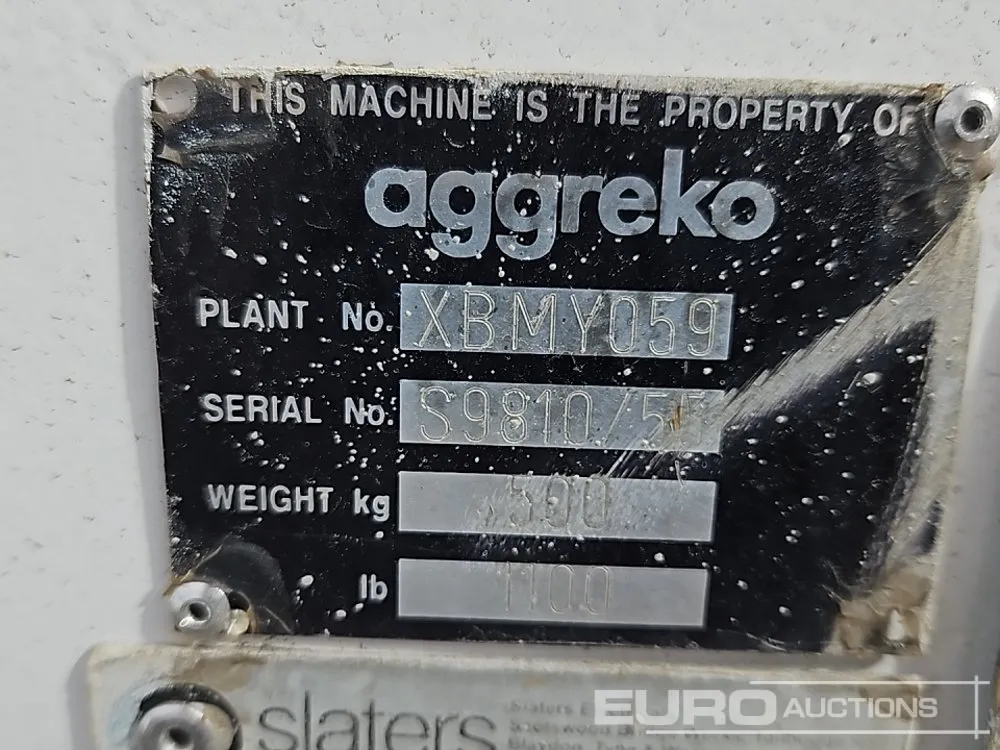 THIS MACHINE IS THE PROPERTY OF
aggreko
PLANT No. XBMY059
SERIAL No. S9810/55
WEIGHT kg 500
lb 1100
slaters
EURO AUCTIONS